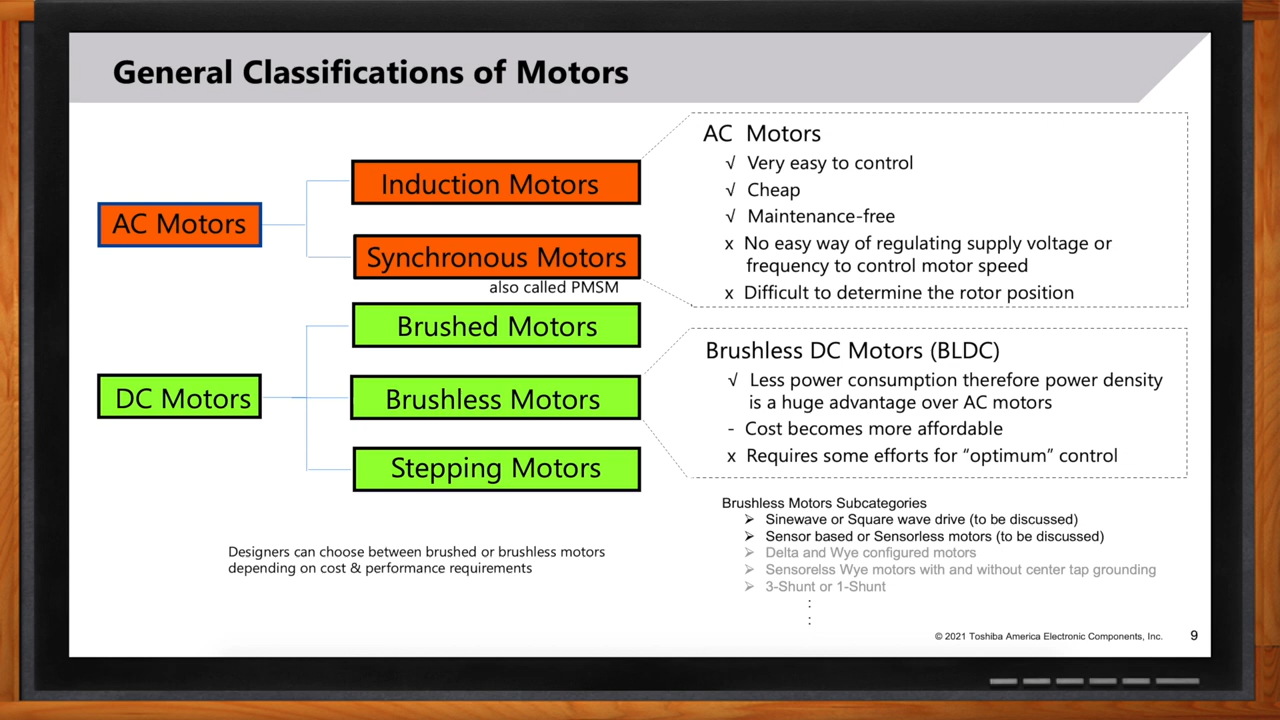 General Classifications of Motors
AC Motors
Induction Motors
Synchronous Motors
also called PMSM
DC Motors
Brushed Motors
Brushless Motors
Stepping Motors
AC Motors
√ Very easy to control
√ Cheap
√ Maintenance-free
x No easy way of regulating supply voltage or
frequency to control motor speed
x Difficult to determine the rotor position
Brushless DC Motors (BLDC)
√ Less power consumption therefore power density
is a huge advantage over AC motors
- Cost becomes more affordable
x Requires some efforts for “optimum” control
Brushless Motors Subcategories
➢ Sinewave or Square wave drive (to be discussed)
➢ Sensor based or Sensorless motors (to be discussed)
➢ Delta and Wye configured motors
➢ Sensorelss Wye motors with and without center tap grounding
➢ 3-Shunt or 1-Shunt
:
:
Designers can choose between brushed or brushless motors
depending on cost & performance requirements
© 2021 Toshiba America Electronic Components, Inc. 9